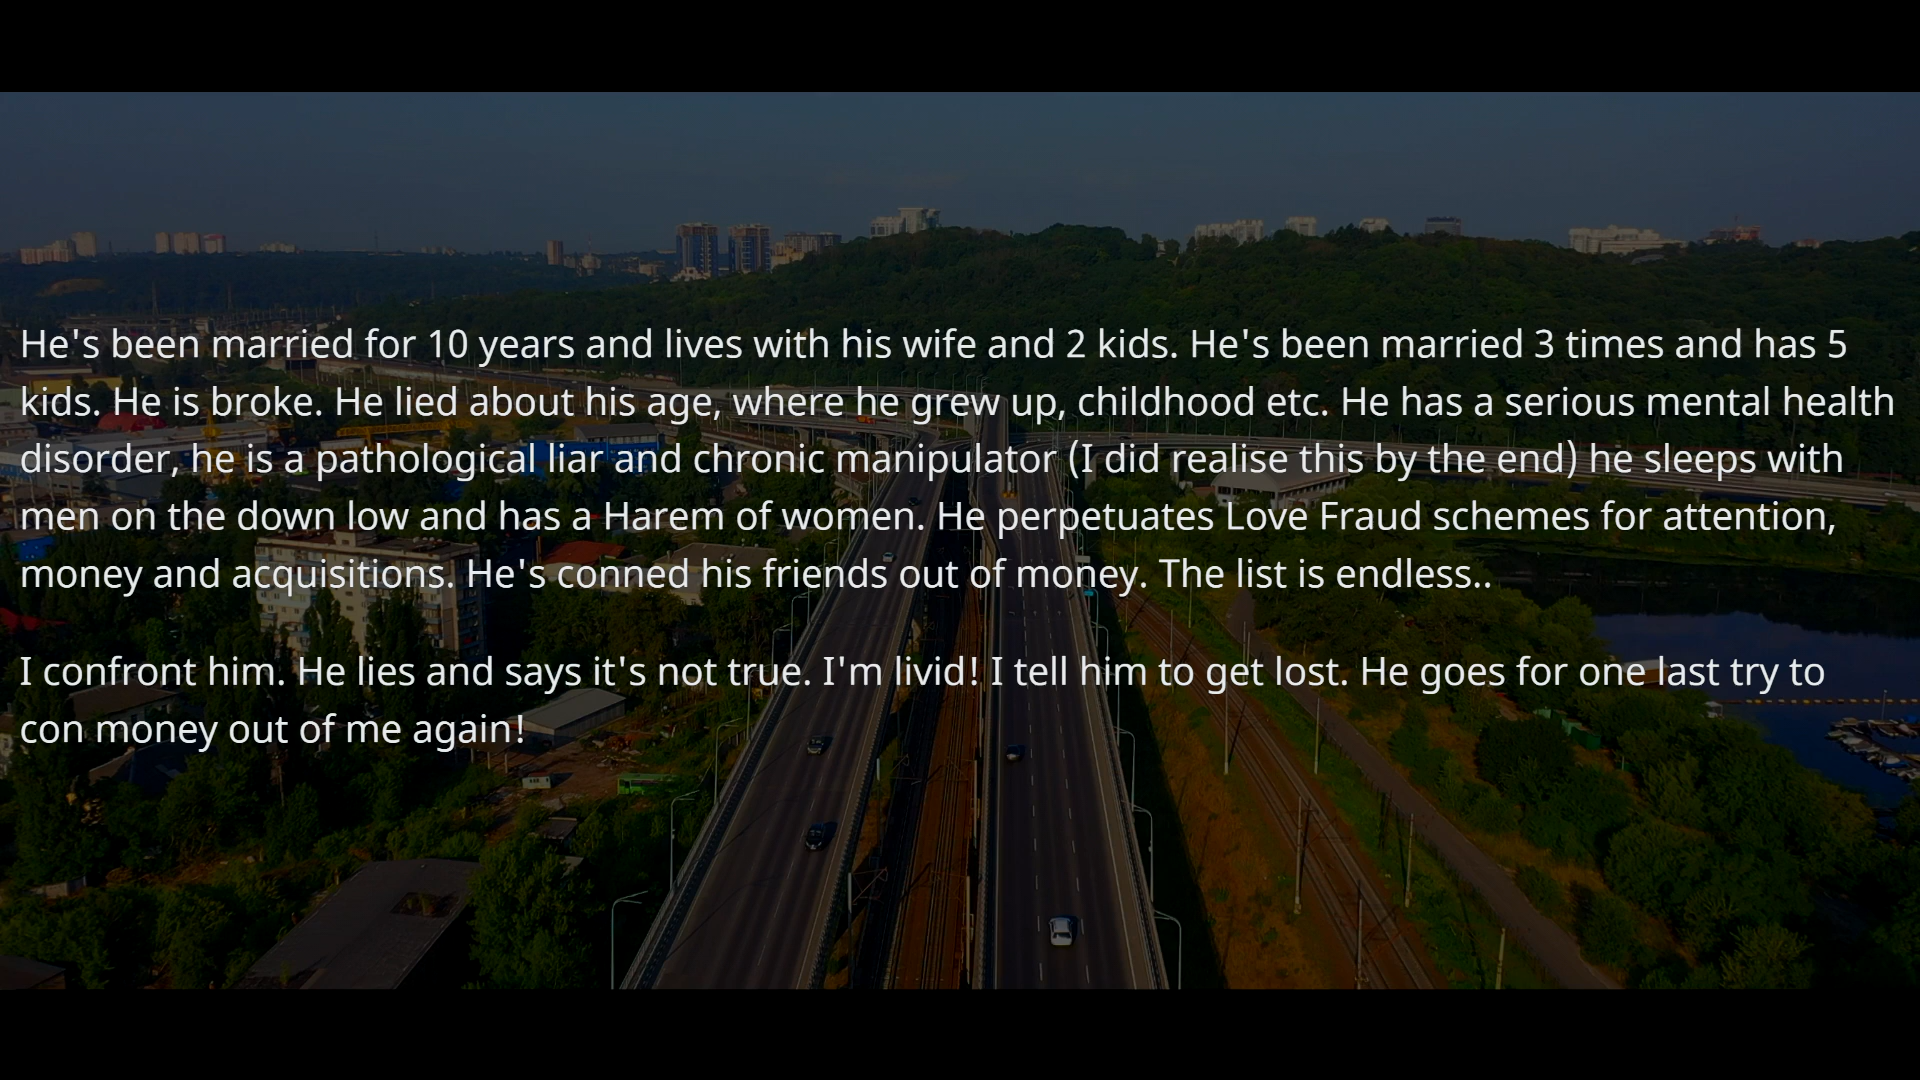 He's been married for 10 years and lives with his wife and 2 kids. He's been married 3 times and has 5
kids. He is broke. He lied about his age, where he grew up, childhood etc. He has a serious mental health
disorder, he is a pathological liar and chronic manipulator (I did realise this by the end) he sleeps with
men on the down low and has a Harem of women. He perpetuates Love Fraud schemes for attention,
money and acquisitions. He's conned his friends out of money. The list is endless..
I confront him. He lies and says it's not true. I'm livid! I tell him to get lost. He goes for one last try to
con money out of me again!